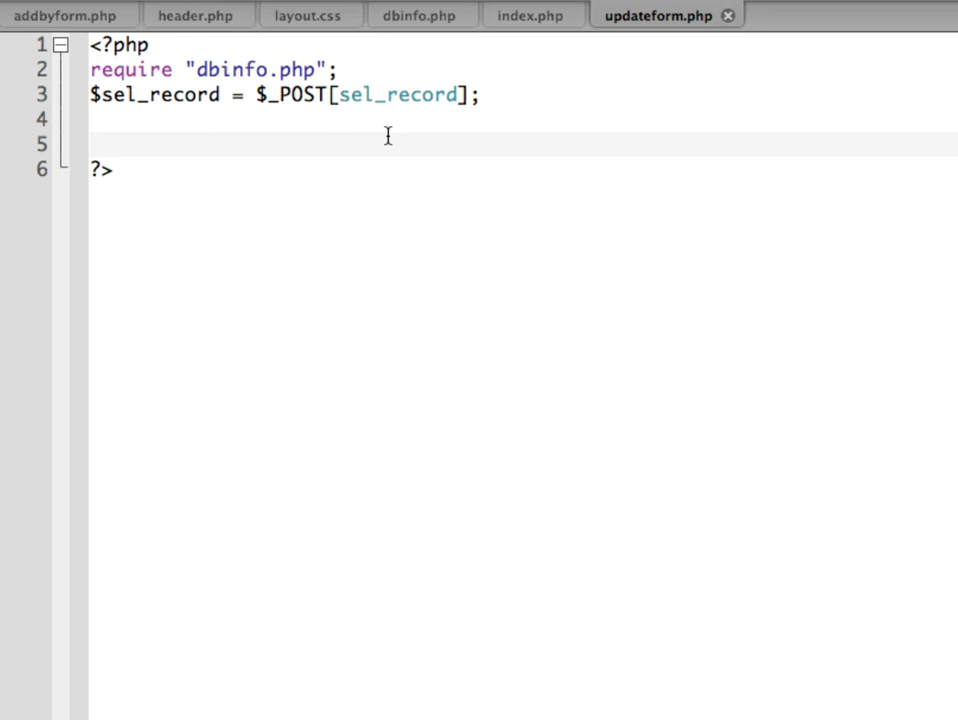 addbyform.php header.php layout.css dbinfo.php index.php updateform.php
1 <?php
2 require "dbinfo.php";
3 $sel_record = $_POST[sel_record];
4
5
6 ?>